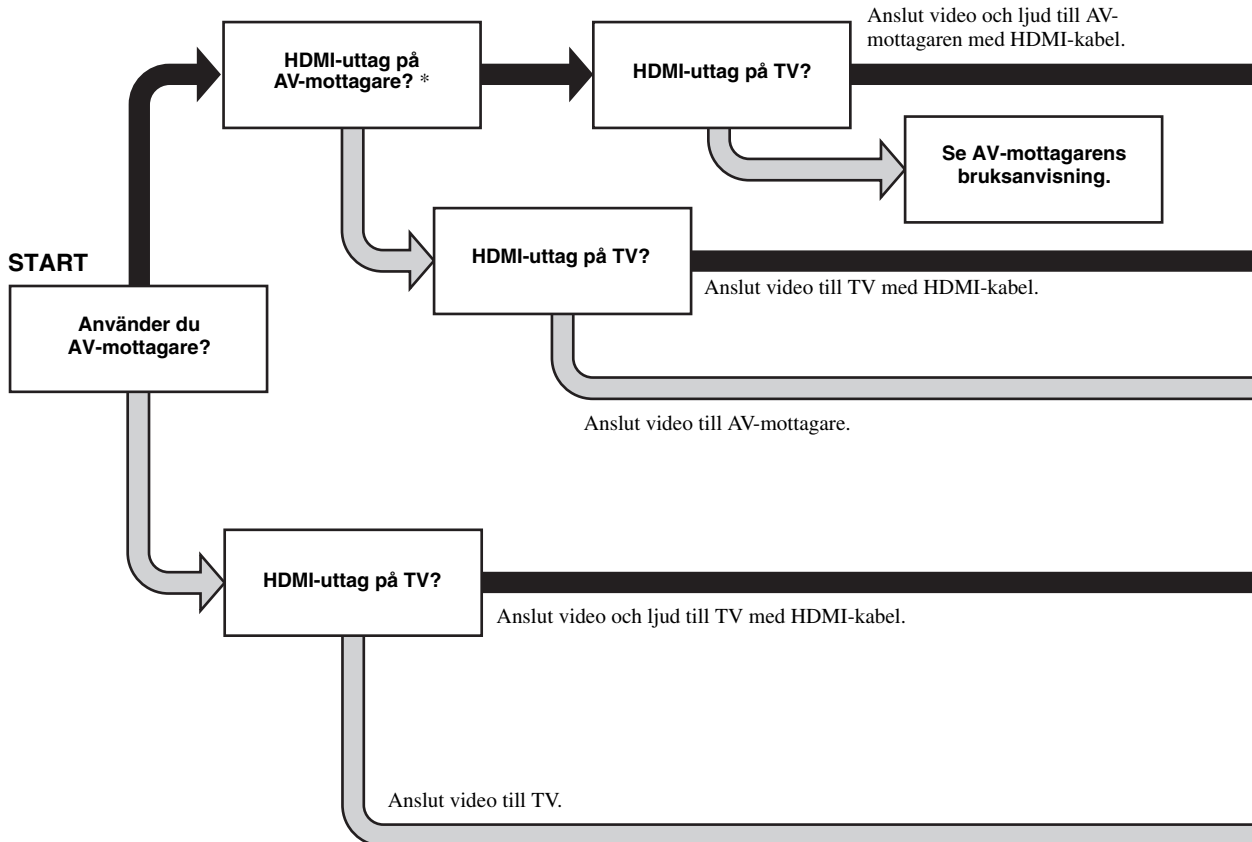 Anslut video och ljud till AV-
mottagaren med HDMI-kabel.
HDMI-uttag på
AV-mottagare? *
HDMI-uttag på TV?
Se AV-mottagarens
bruksanvisning.
HDMI-uttag på TV?
START
Anslut video till TV med HDMI-kabel.
Använder du
AV-mottagare?
Anslut video till AV-mottagare.
HDMI-uttag på TV?
Anslut video och ljud till TV med HDMI-kabel.
Anslut video till TV.